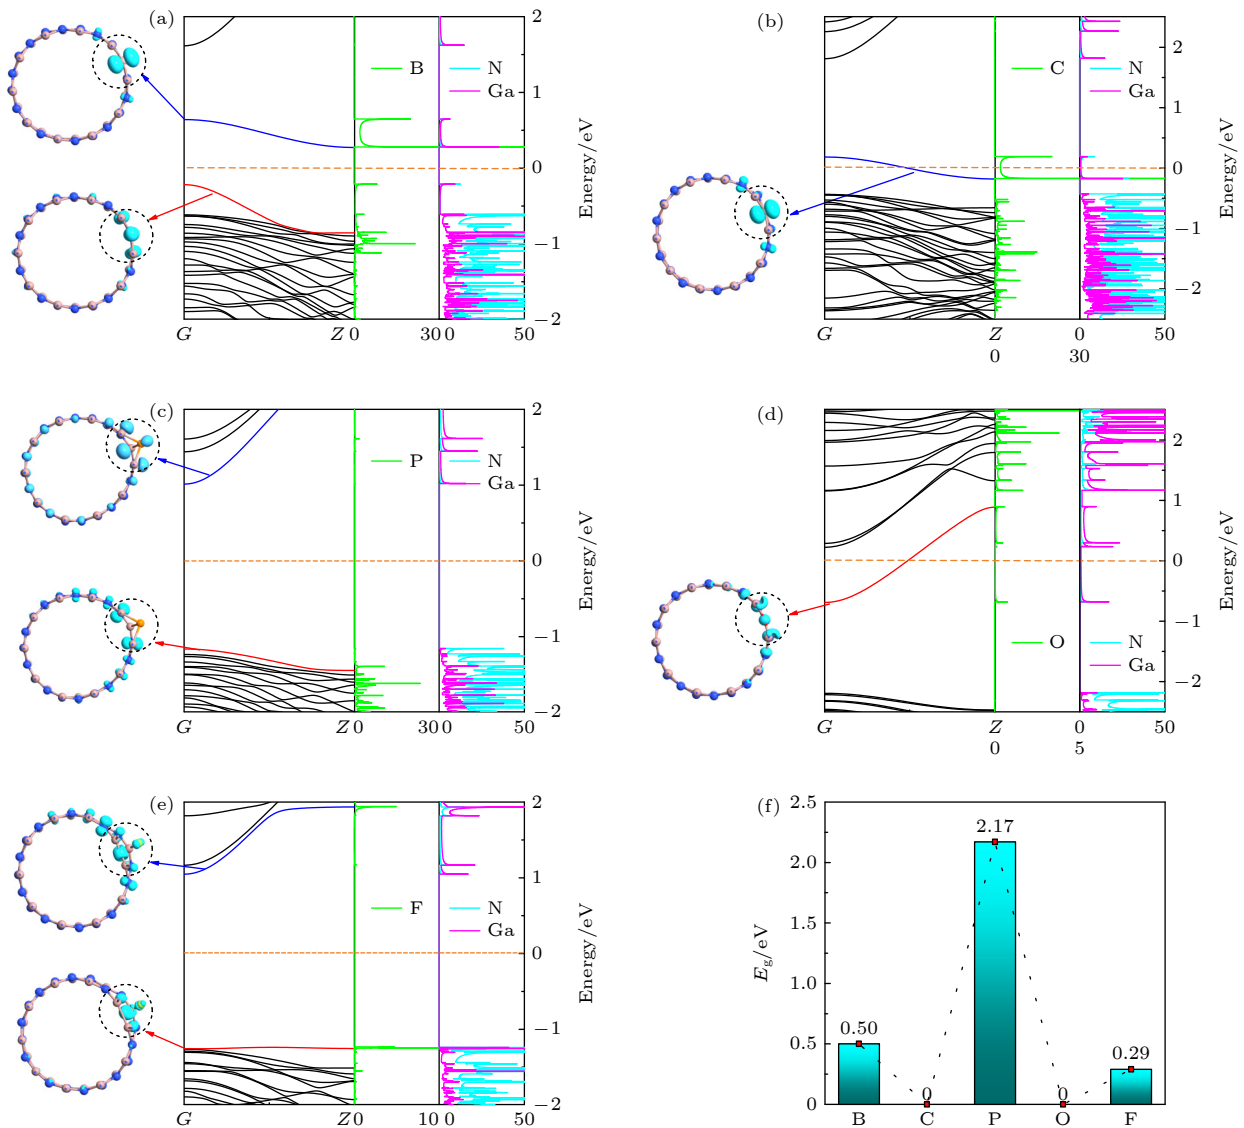 (a)
B
N
Ga
2
1
0
−1
−2
Energy/eV
G Z 0 30 0 50
(b)
C
N
Ga
2
1
0
−1
−2
Energy/eV
G Z 0 50
0 30
(c)
P
N
Ga
2
1
0
−1
−2
Energy/eV
G Z 0 30 0 50
(d)
O
N
Ga
2
1
0
−1
−2
Energy/eV
G Z 0 50
0 5
(e)
F
N
Ga
2
1
0
−1
−2
Energy/eV
G Z 0 10 0 50
(f)
2.5
2.0
1.5
1.0
0.5
0
Eg/eV
0.50
0
2.17
0
0.29
B C P O F